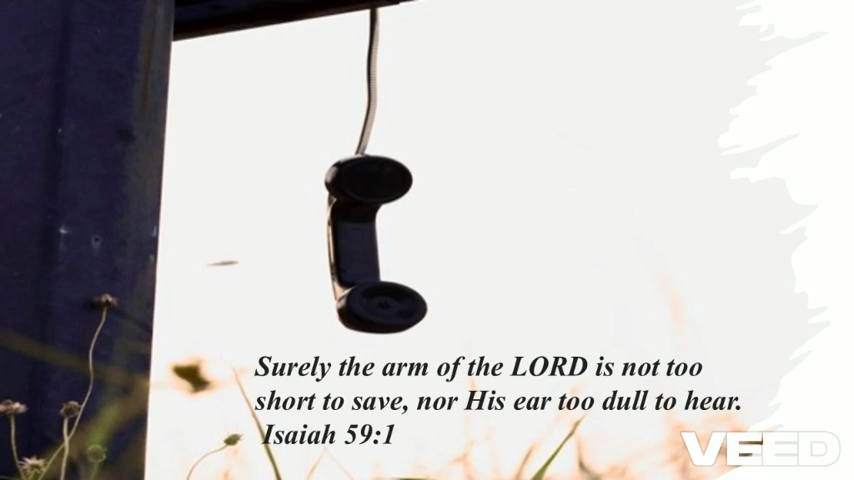 Surely the arm of the LORD is not too
short to save, nor His ear too dull to hear.
Isaiah 59:1
VEED